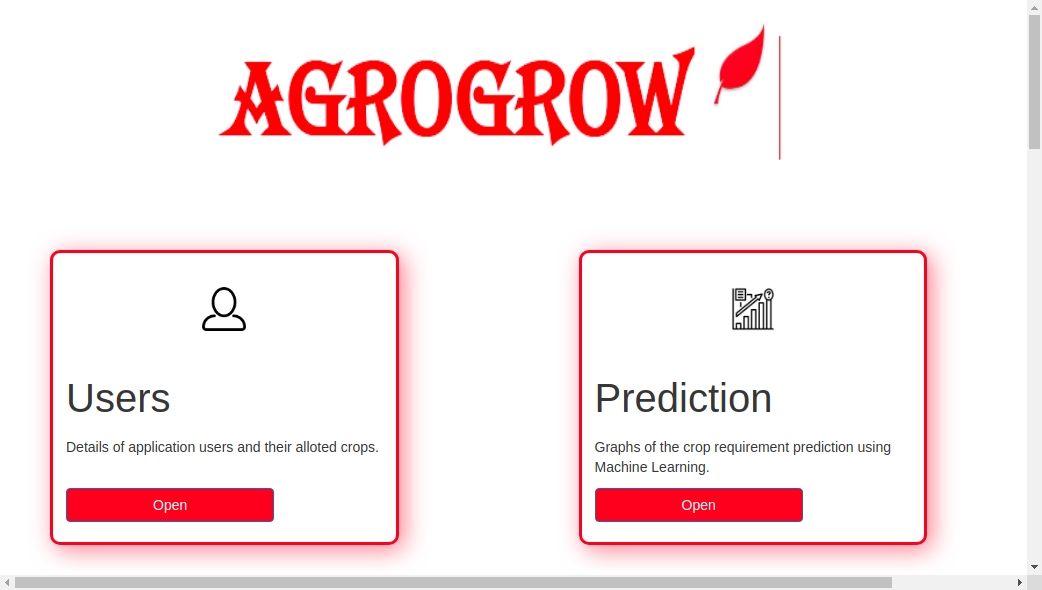 AGROGROW
Users
Details of application users and their alloted crops.
Open
Prediction
Graphs of the crop requirement prediction using
Machine Learning.
Open